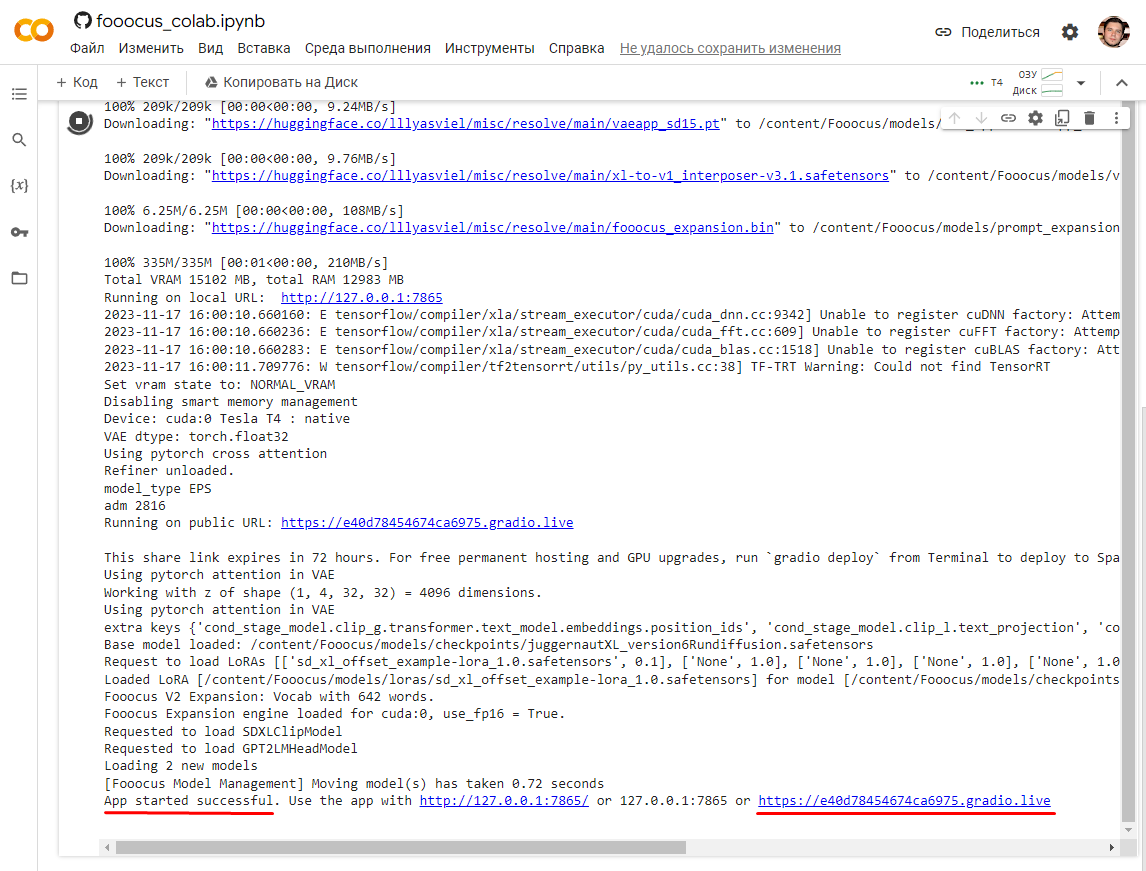 fooocus_colab.ipynb
Файл Изменить Вид Вставка Среда выполнения Инструменты Справка Не удалось сохранить изменения
Поделиться
+ Код + Текст Копировать на Диск
T4 ОЗУ
Диск
100% 209k/209k [00:00<00:00, 9.24MB/s]
Downloading: "https://huggingface.co/lllyasviel/misc/resolve/main/vaeapp_sd15.pt" to /content/Fooocus/models/
100% 209k/209k [00:00<00:00, 9.76MB/s]
Downloading: "https://huggingface.co/lllyasviel/misc/resolve/main/xl-to-v1_interposer-v3.1.safetensors" to /content/Fooocus/models/v
100% 6.25M/6.25M [00:00<00:00, 108MB/s]
Downloading: "https://huggingface.co/lllyasviel/misc/resolve/main/fooocus_expansion.bin" to /content/Fooocus/models/prompt_expansion
100% 335M/335M [00:01<00:00, 210MB/s]
Total VRAM 15102 MB, total RAM 12983 MB
Running on local URL:  http://127.0.0.1:7865
2023-11-17 16:00:10.660160: E tensorflow/compiler/xla/stream_executor/cuda/cuda_dnn.cc:9342] Unable to register cuDNN factory: Attem
2023-11-17 16:00:10.660236: E tensorflow/compiler/xla/stream_executor/cuda/cuda_fft.cc:609] Unable to register cuFFT factory: Attemp
2023-11-17 16:00:10.660283: E tensorflow/compiler/xla/stream_executor/cuda/cuda_blas.cc:1518] Unable to register cuBLAS factory: Att
2023-11-17 16:00:11.709776: W tensorflow/compiler/tf2tensorrt/utils/py_utils.cc:38] TF-TRT Warning: Could not find TensorRT
Set vram state to: NORMAL_VRAM
Disabling smart memory management
Device: cuda:0 Tesla T4 : native
VAE dtype: torch.float32
Using pytorch cross attention
Refiner unloaded.
model_type EPS
adm 2816
Running on public URL: https://e40d78454674ca6975.gradio.live
This share link expires in 72 hours. For free permanent hosting and GPU upgrades, run `gradio deploy` from Terminal to deploy to Spa
Using pytorch attention in VAE
Working with z of shape (1, 4, 32, 32) = 4096 dimensions.
Using pytorch attention in VAE
extra keys {'cond_stage_model.clip_g.transformer.text_model.embeddings.position_ids', 'cond_stage_model.clip_l.text_projection', 'co
Base model loaded: /content/Fooocus/models/checkpoints/juggernautXL_version6Rundiffusion.safetensors
Request to load LoRAs [['sd_xl_offset_example-lora_1.0.safetensors', 0.1], ['None', 1.0], ['None', 1.0], ['None', 1.0], ['None', 1.0
Loaded LoRA [/content/Fooocus/models/loras/sd_xl_offset_example-lora_1.0.safetensors] for model [/content/Fooocus/models/checkpoints
Fooocus V2 Expansion: Vocab with 642 words.
Fooocus Expansion engine loaded for cuda:0, use_fp16 = True.
Requested to load SDXLClipModel
Requested to load GPT2LMHeadModel
Loading 2 new models
[Fooocus Model Management] Moving model(s) has taken 0.72 seconds
App started successful. Use the app with http://127.0.0.1:7865/ or 127.0.0.1:7865 or https://e40d78454674ca6975.gradio.live